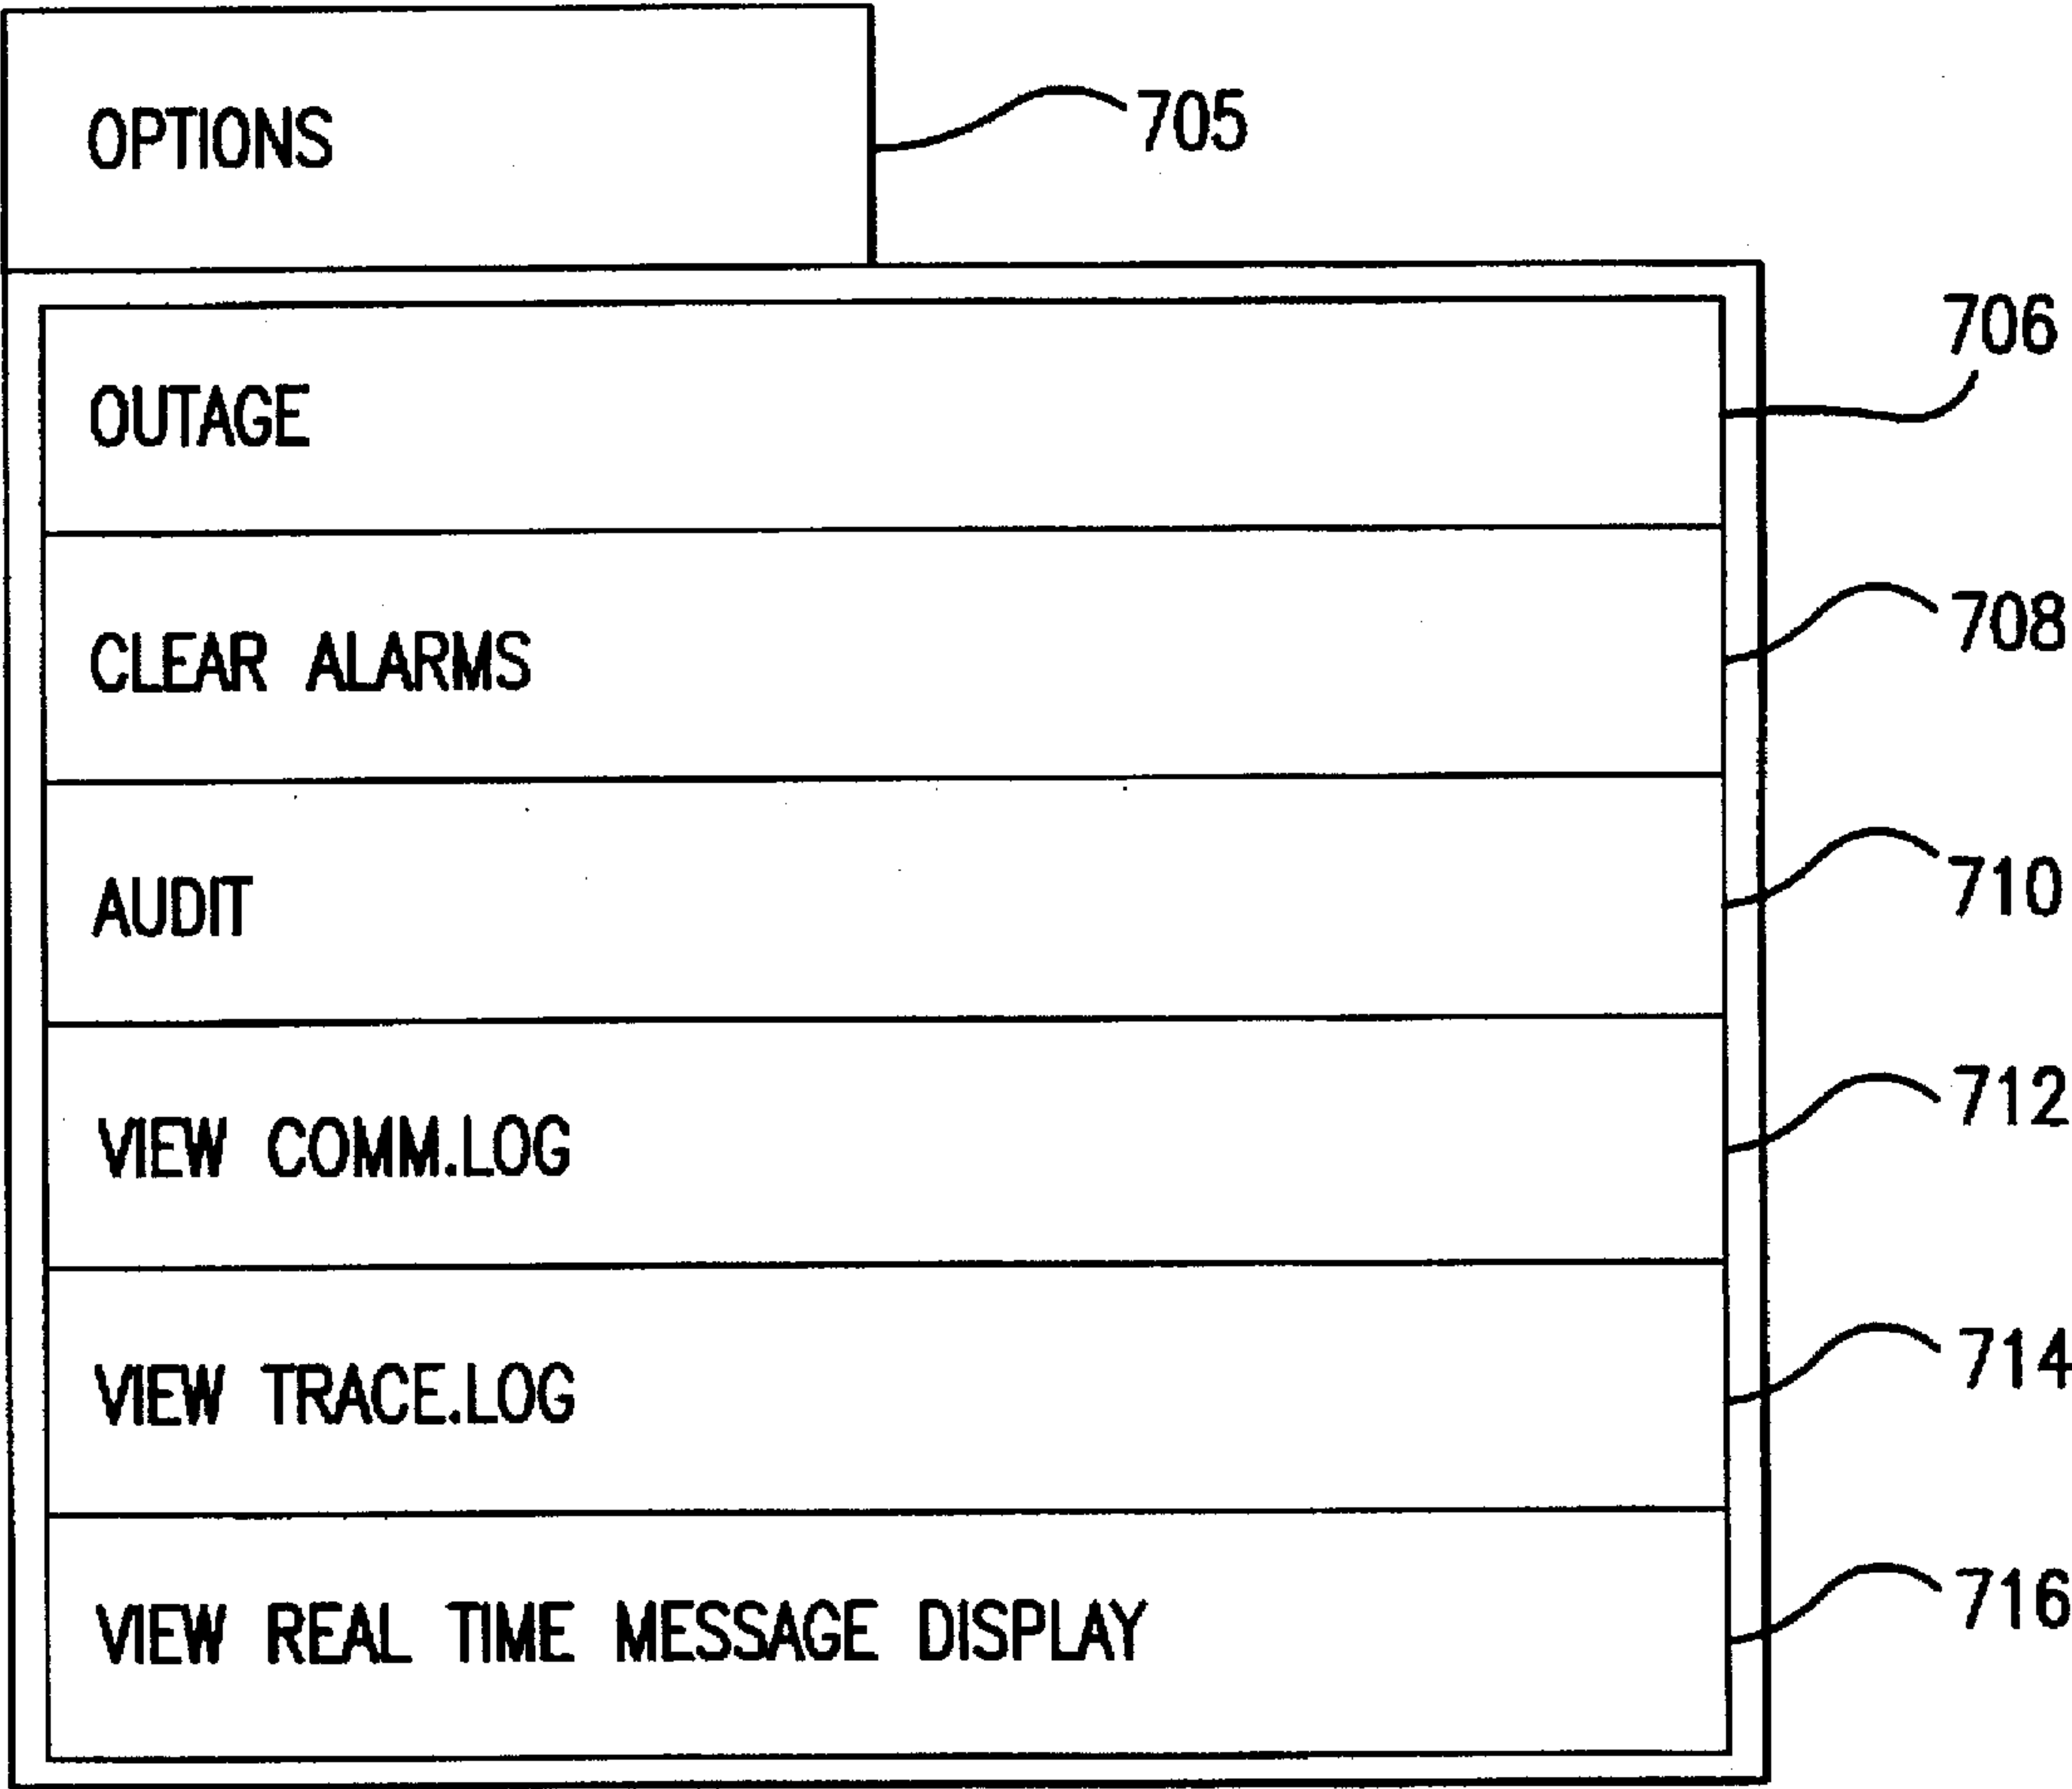 OPTIONS 705
OUTAGE 706
CLEAR ALARMS 708
AUDIT 710
VIEW COMM.LOG 712
VIEW TRACE.LOG 714
VIEW REAL TIME MESSAGE DISPLAY 716